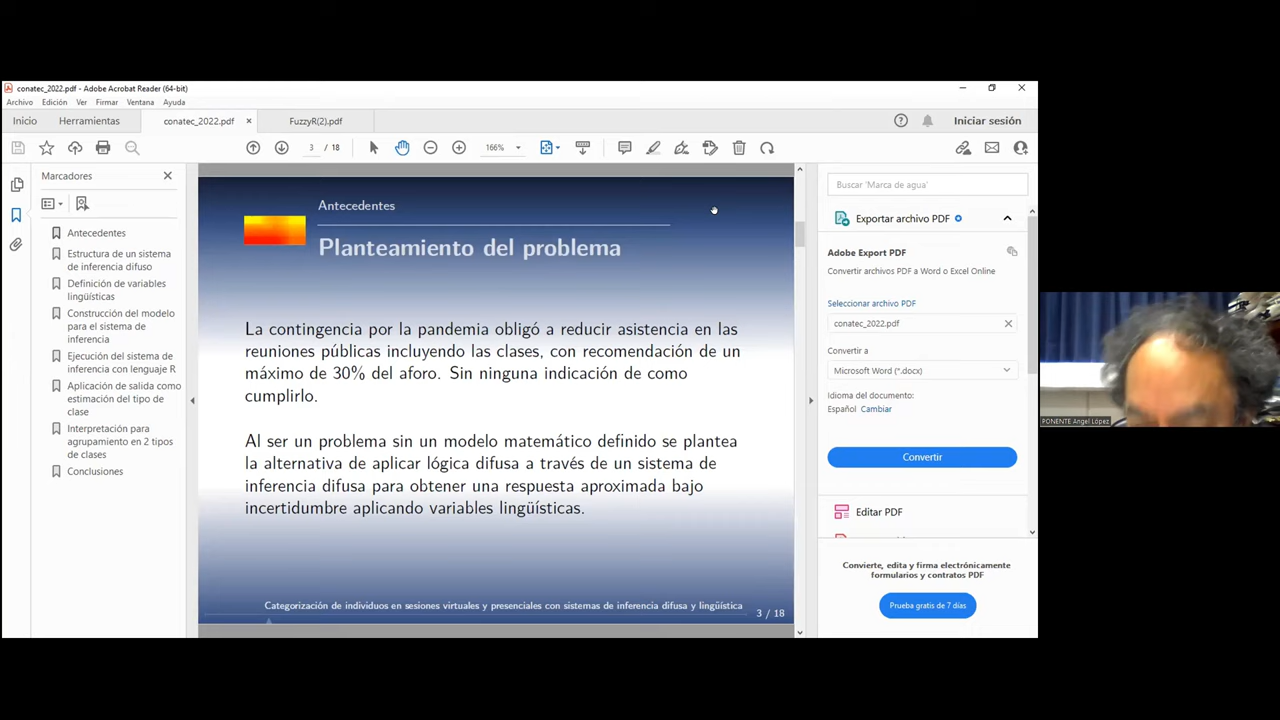 conatec_2022.pdf - Adobe Acrobat Reader (64-bit)
Archivo Edición Ver Firmar Ventana Ayuda
Inicio Herramientas conatec_2022.pdf × FuzzyR(2).pdf Iniciar sesión
3 / 18 166%
Marcadores
Antecedentes
Estructura de un sistema
de inferencia difuso
Definición de variables
lingüísticas
Construcción del modelo
para el sistema de
inferencia
Ejecución del sistema de
inferencia con lenguaje R
Aplicación de salida como
estimación del tipo de
clase
Interpretación para
agrupamiento en 2 tipos
de clases
Conclusiones
Antecedentes
Planteamiento del problema
La contingencia por la pandemia obligó a reducir asistencia en las
reuniones públicas incluyendo las clases, con recomendación de un
máximo de 30% del aforo. Sin ninguna indicación de como
cumplirlo.
Al ser un problema sin un modelo matemático definido se plantea
la alternativa de aplicar lógica difusa a través de un sistema de
inferencia difusa para obtener una respuesta aproximada bajo
incertidumbre aplicando variables lingüísticas.
Categorización de individuos en sesiones virtuales y presenciales con sistemas de inferencia difusa y lingüística
3 / 18
Buscar 'Marca de agua'
Exportar archivo PDF
Adobe Export PDF
Convertir archivos PDF a Word o Excel Online
Seleccionar archivo PDF
conatec_2022.pdf
Convertir a
Microsoft Word (*.docx)
Idioma del documento:
Español Cambiar
Convertir
Editar PDF
Convierte, edita y firma electrónicamente
formularios y contratos PDF
Prueba gratis de 7 días
PONENTE Angel López